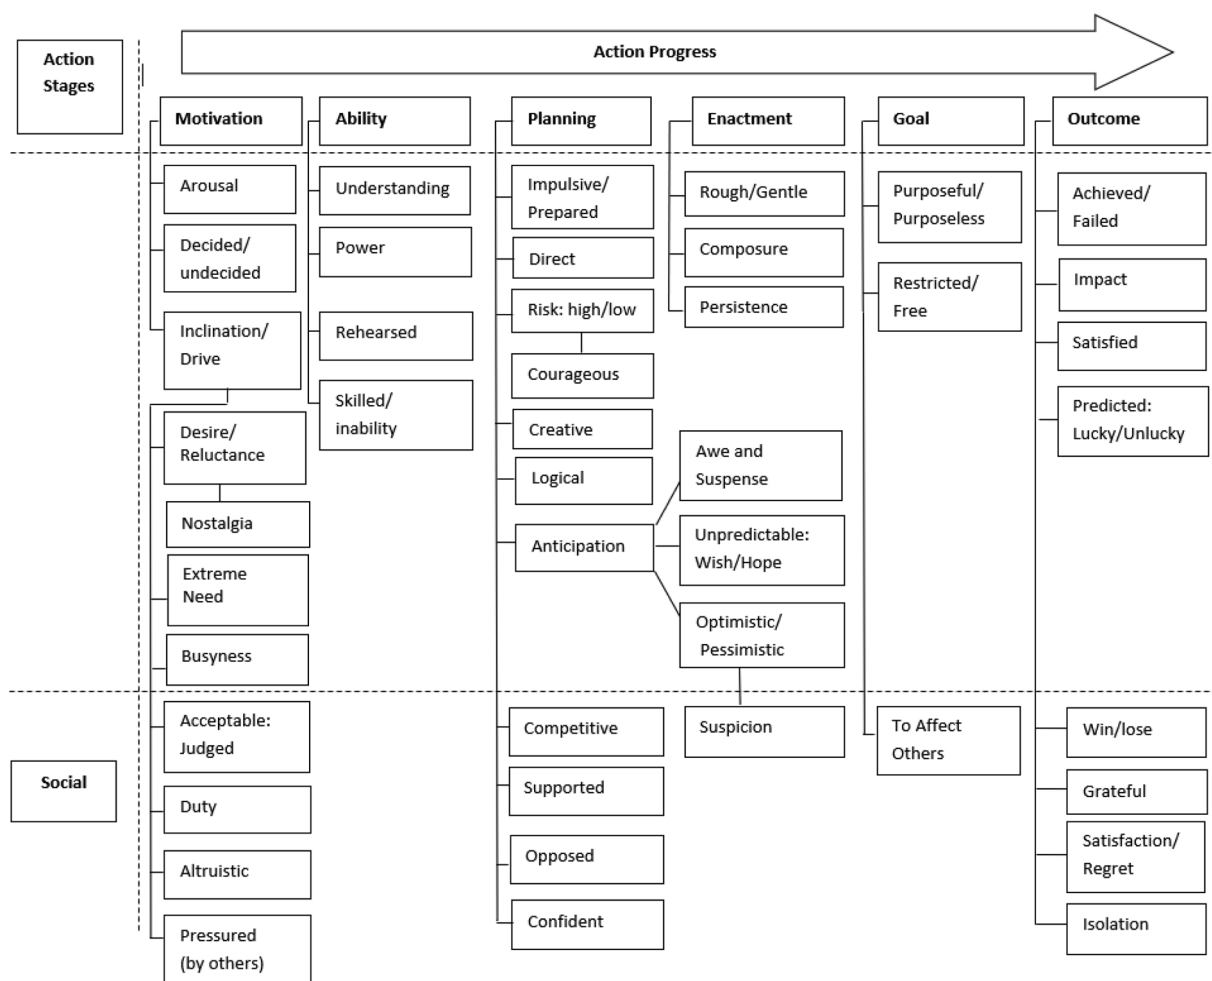 Action Progress
Action
Stages
Motivation
Ability
Planning
Enactment
Goal
Outcome
Arousal
Decided/
undecided
Inclination/
Drive
Desire/
Reluctance
Nostalgia
Extreme
Need
Busyness
Understanding
Power
Rehearsed
Skilled/
inability
Impulsive/
Prepared
Direct
Risk: high/low
Courageous
Creative
Logical
Anticipation
Rough/Gentle
Composure
Persistence
Awe and
Suspense
Unpredictable:
Wish/Hope
Optimistic/
Pessimistic
Purposeful/
Purposeless
Restricted/
Free
Achieved/
Failed
Impact
Satisfied
Predicted:
Lucky/Unlucky
Social
Acceptable:
Judged
Duty
Altruistic
Pressured
(by others)
Competitive
Supported
Opposed
Confident
Suspicion
To Affect
Others
Win/lose
Grateful
Satisfaction/
Regret
Isolation